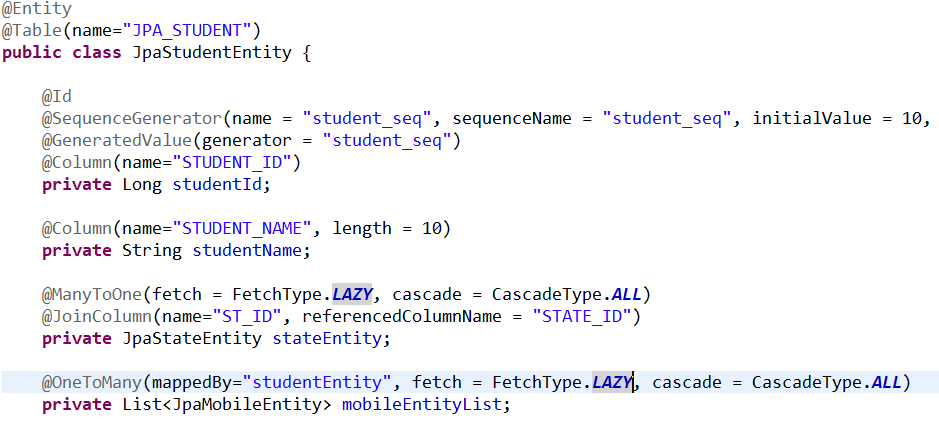 @Entity
@Table(name="JPA_STUDENT")
public class JpaStudentEntity {
@Id
@SequenceGenerator(name = "student_seq", sequenceName = "student_seq", initialValue = 10,
@GeneratedValue(generator = "student_seq")
@Column(name="STUDENT_ID")
private Long studentId;
@Column(name="STUDENT_NAME", length = 10)
private String studentName;
@ManyToOne(fetch = FetchType.LAZY, cascade = CascadeType.ALL)
@JoinColumn(name="ST_ID", referencedColumnName = "STATE_ID")
private JpaStateEntity stateEntity;
@OneToMany(mappedBy="studentEntity", fetch = FetchType.LAZY, cascade = CascadeType.ALL)
private List<JpaMobileEntity> mobileEntityList;